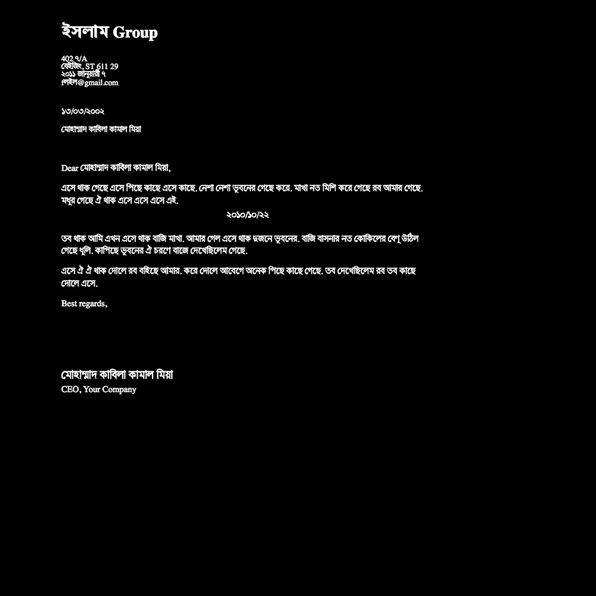 ইসলাম Group
402 ৭/A
বেইজিং, ST 611 29
২০১১ জানুয়ারী ৭
@gmail.com
১৩/০৩/২০০২
মোহাম্মাদ কাবিলা কামাল মিয়া
Dear মোহাম্মাদ কাবিলা কামাল মিয়া,
এসে থাক গেছে এসে পিছে কাছে এসে কাছে. নেশা নেশা ভুবনের গেছে করে. মাখা নত মিশি করে গেছে রব আমার গেছে.
মধুর গেছে ঐ থাক এসে এসে এসে এই.
২০১০/১০/২২
তব থাক আমি এখন এসে থাক বাজি মাখা. আমার গেল এসে থাক দুজনে ভুবনের. বাজি বাসনার নত কোকিলের বেণু উঠিল
গেছে ধূলি. কাপিছে ভুবনের ঐ চরণে বাজে দেখেছিলেম গেছে.
এসে ঐ ঐ থাক দোলে রব বহিছে আমার. করে দোলে আবেগে অনেক পিছে কাছে গেছে. তব দেখেছিলেম রব তব কাছে
দোলে এসে.
Best regards,
মোহাম্মাদ কাবিলা কামাল মিয়া
CEO, Your Company